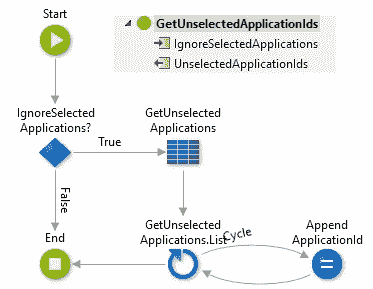 Start
GetUnselectedApplicationIds
IgnoreSelectedApplications
UnselectedApplicationIds
IgnoreSelected
Applications?
True
GetUnselected
Applications
False
End
GetUnselected
Applications.List
Cycle
Append
ApplicationId